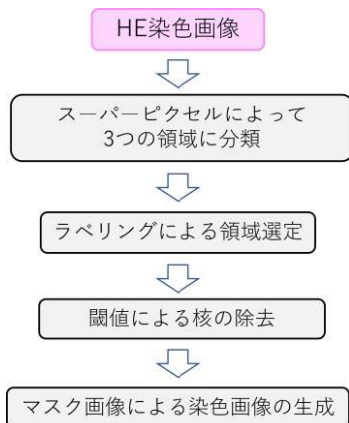 HE染色画像
スーパーピクセルによって
3つの領域に分類
ラベリングによる領域選定
閾値による核の除去
マスク画像による染色画像の生成